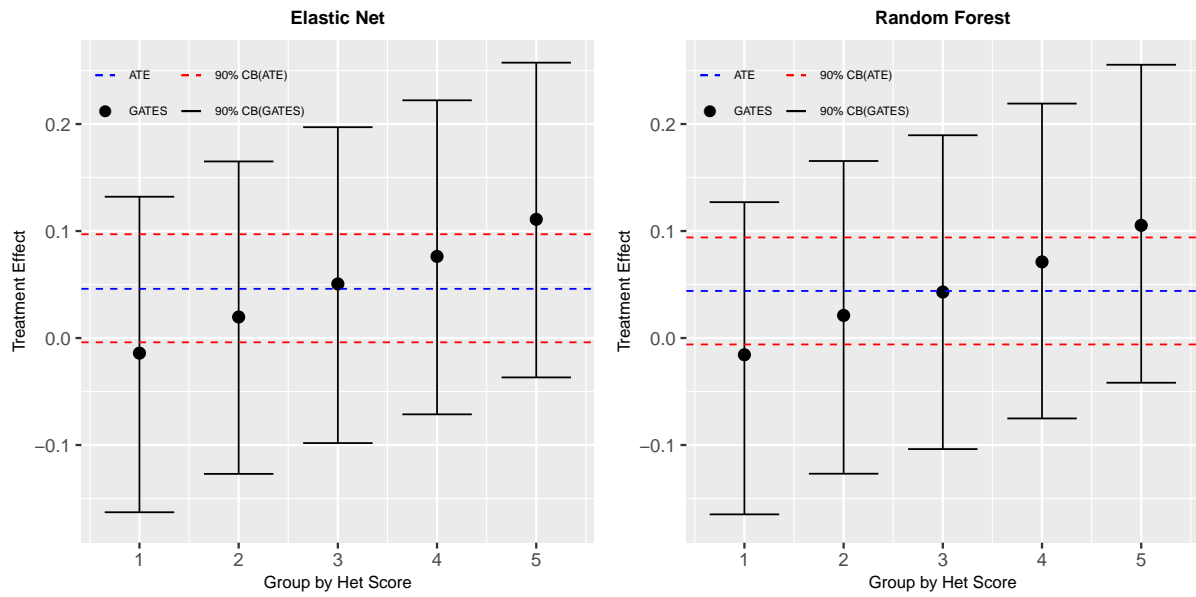 Elastic Net
ATE
90% CB(ATE)
GATES
90% CB(GATES)
0.2
0.1
0.0
−0.1
Treatment Effect
1 2 3 4 5
Group by Het Score
Random Forest
ATE
90% CB(ATE)
GATES
90% CB(GATES)
0.2
0.1
0.0
−0.1
Treatment Effect
1 2 3 4 5
Group by Het Score